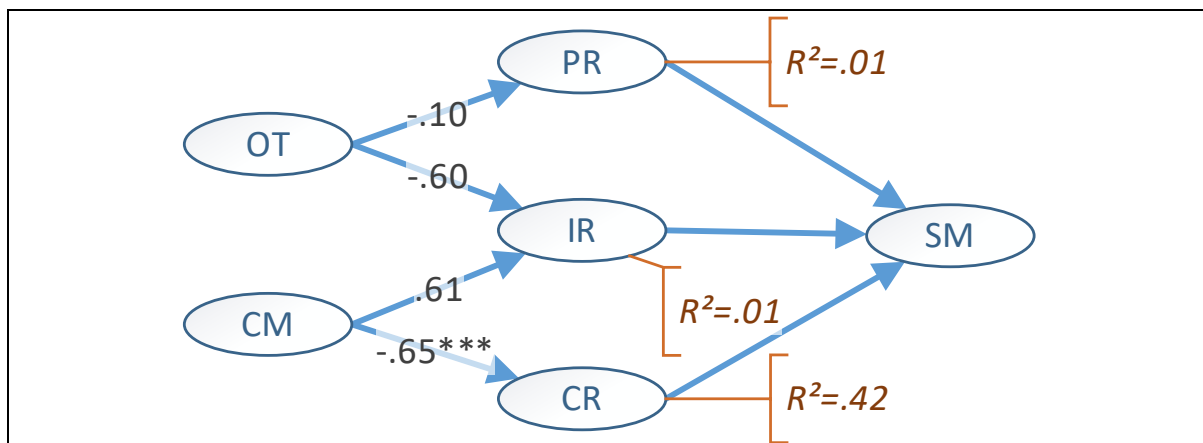 PR
R²=.01
-.10
OT
-.60
IR
SM
.61
R²=.01
CM
-.65***
CR
R²=.42